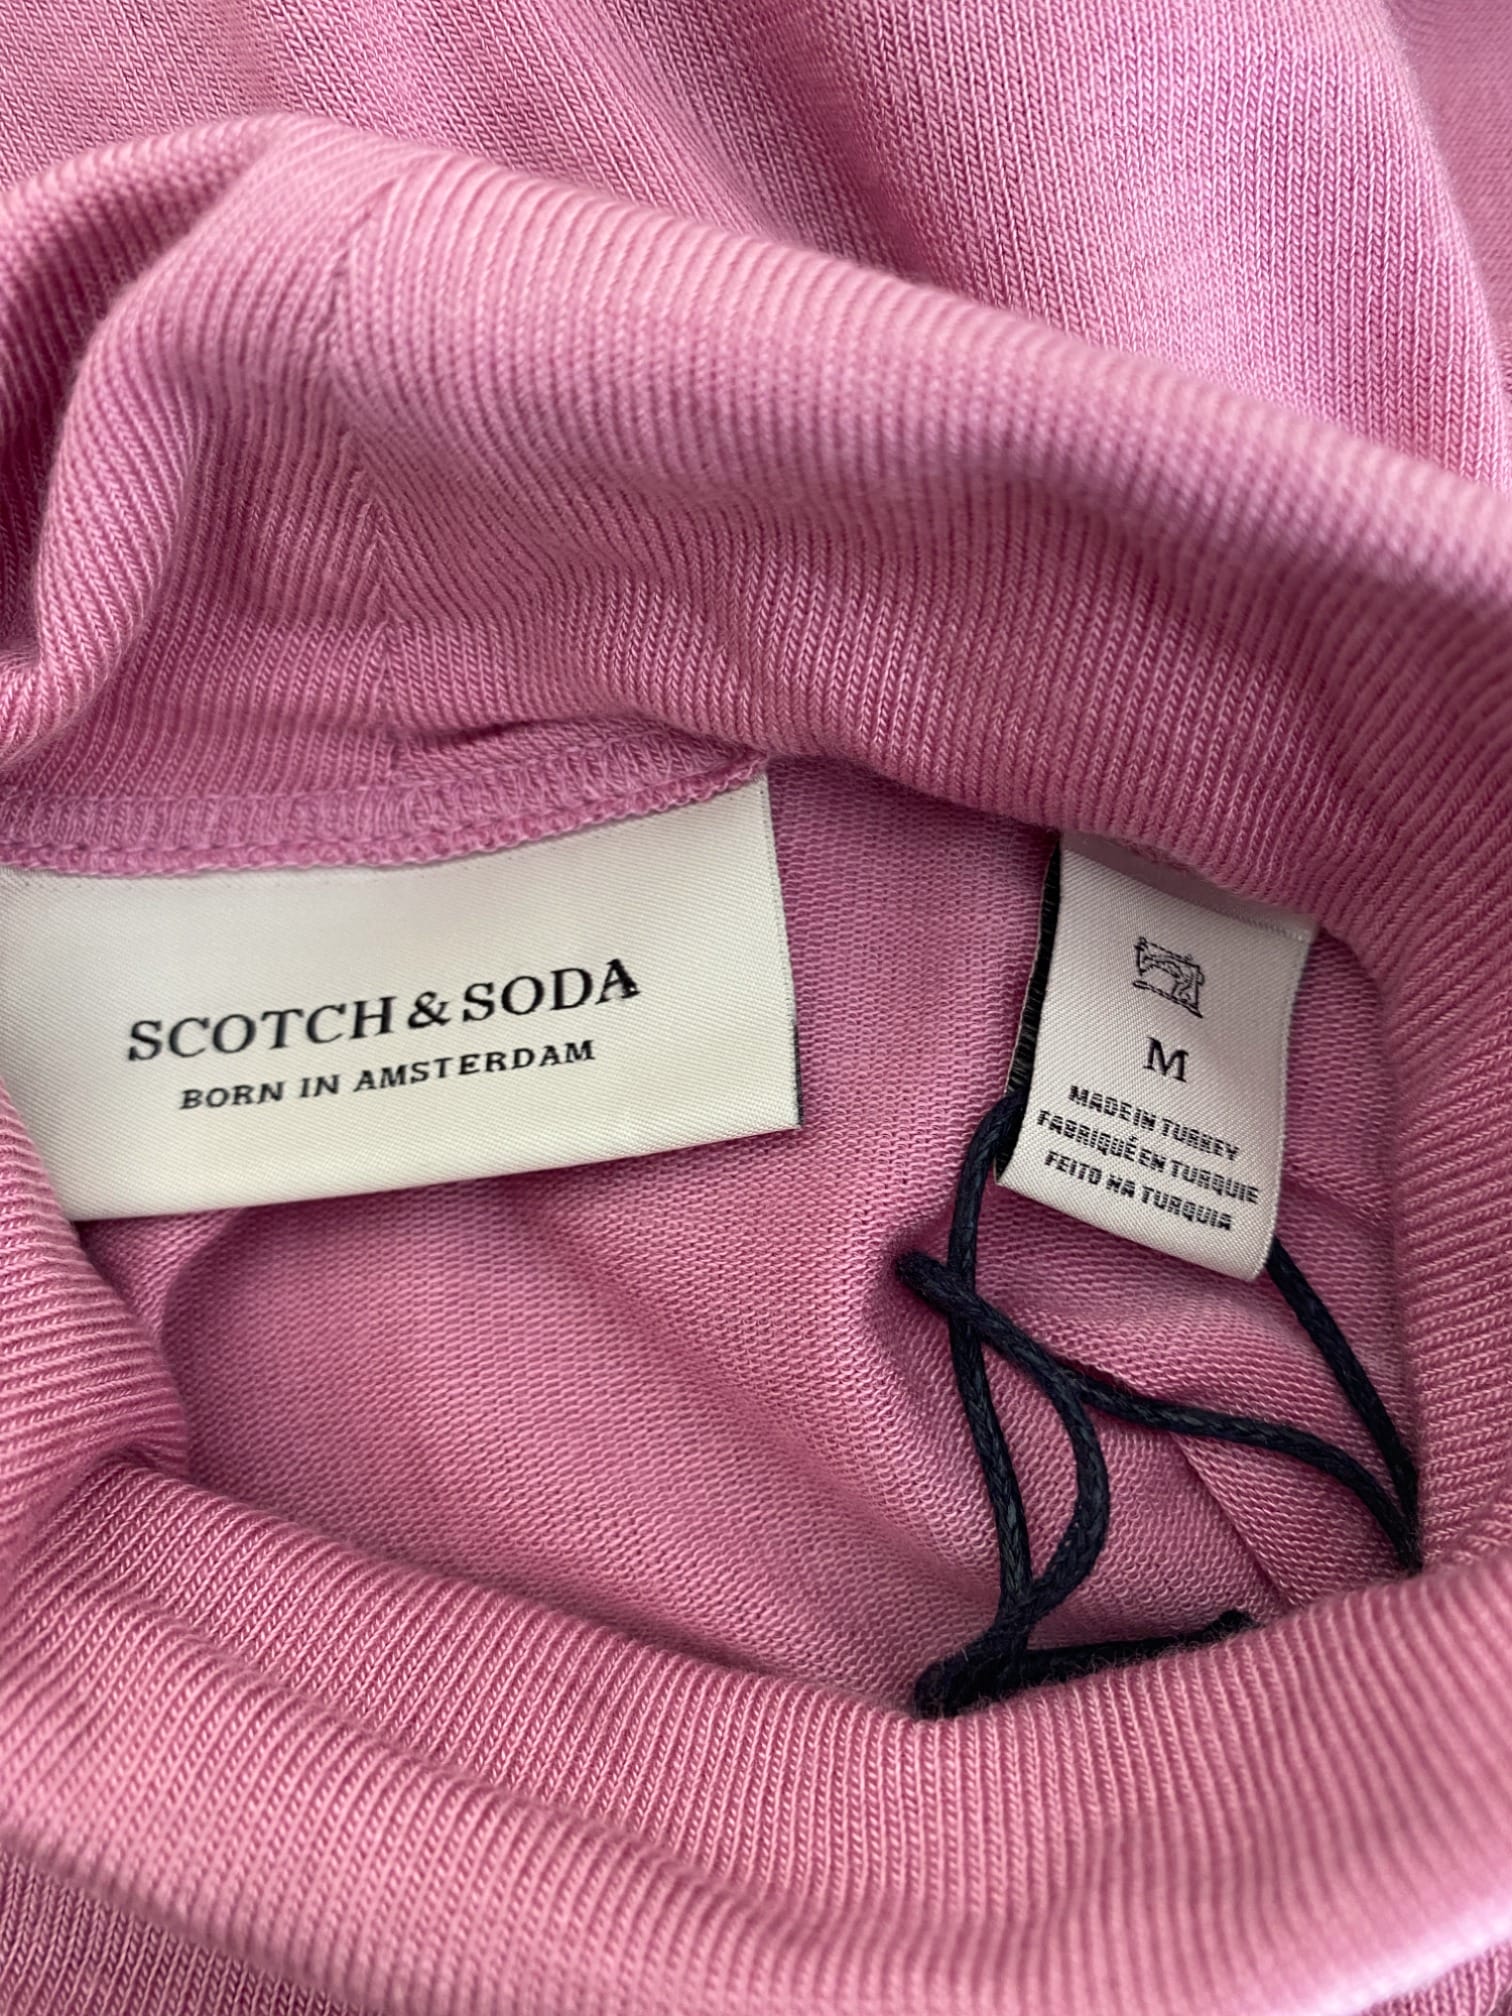 SCOTCH & SODA
BORN IN AMSTERDAM
M
MADE IN TURKEY
FABRIQUÉ EN TURQUIE
FEITO NA TURQUIA